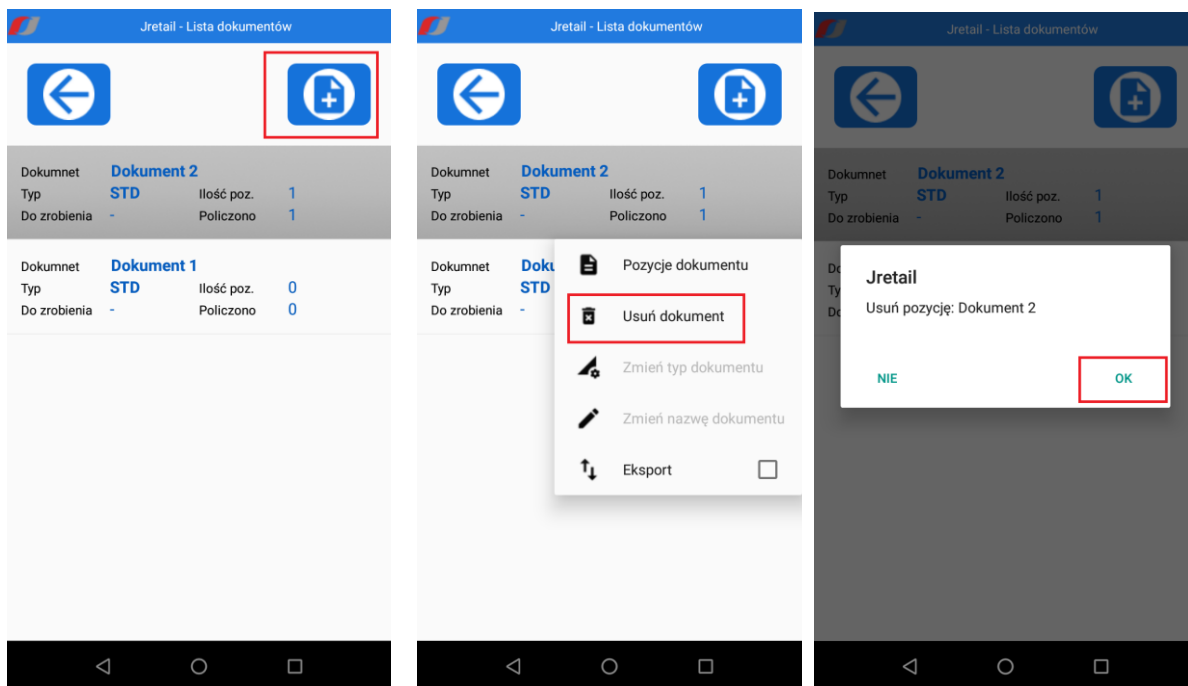 Jretail - Lista dokumentów
Dokumnet Dokument 2
Typ STD Ilość poz. 1
Do zrobienia - Policzono 1
Dokumnet Dokument 1
Typ STD Ilość poz. 0
Do zrobienia - Policzono 0
Jretail - Lista dokumentów
Dokumnet Dokument 2
Typ STD Ilość poz. 1
Do zrobienia - Policzono 1
Dokumnet Doku
Typ STD
Do zrobienia -
Pozycje dokumentu
Usuń dokument
Zmień typ dokumentu
Zmień nazwę dokumentu
Eksport
Jretail - Lista dokumentów
Dokumnet Dokument 2
Typ STD Ilość poz. 1
Do zrobienia - Policzono 1
Do
Ty
Do
Jretail
Usuń pozycję: Dokument 2
NIE OK